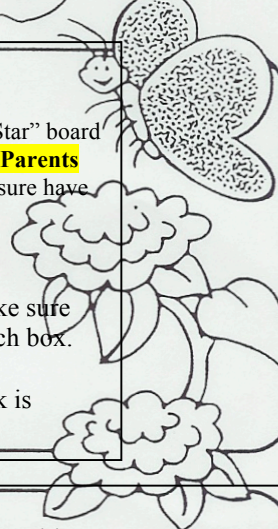 Star” board
Parents
sure have
ke sure
ch box.
k is